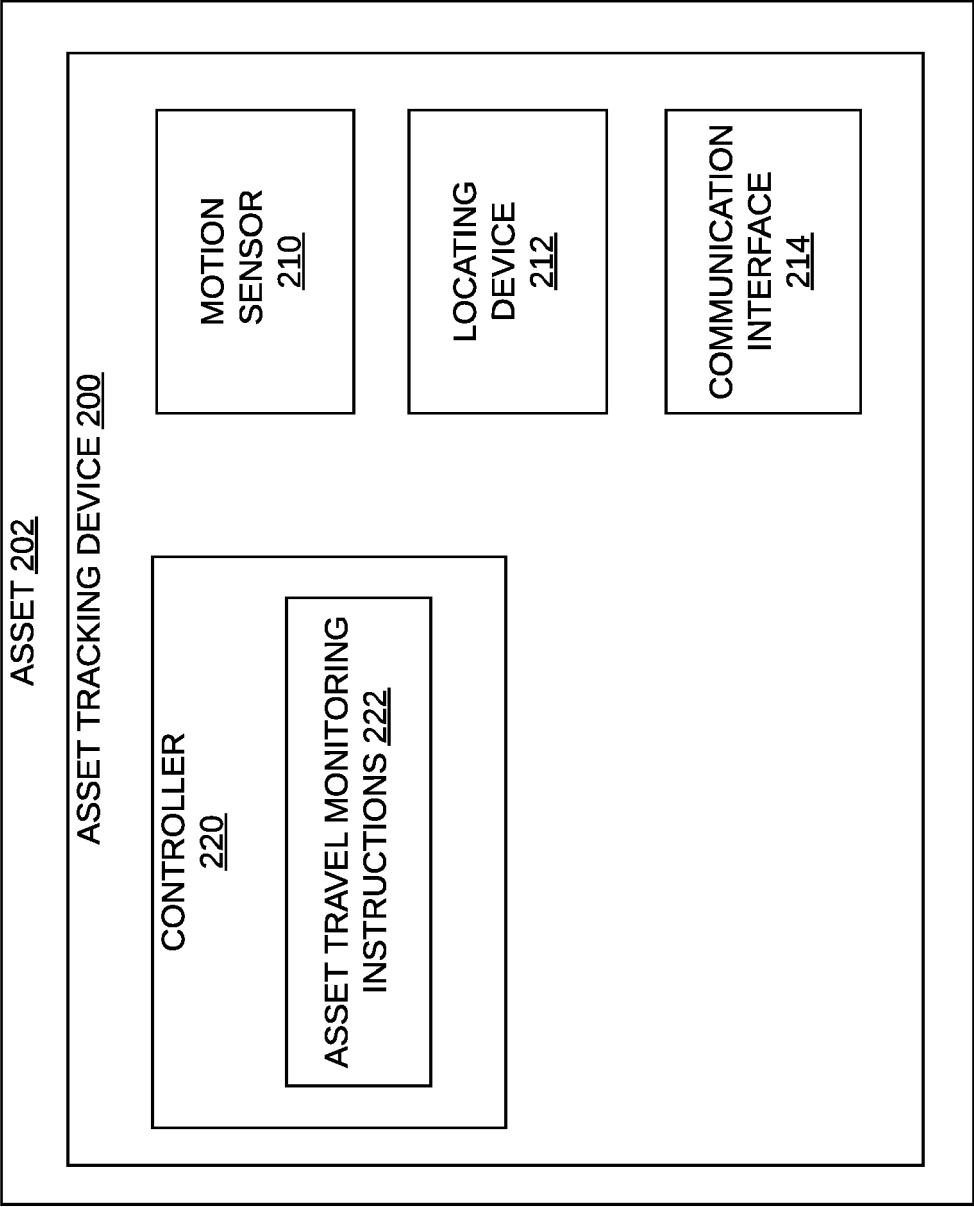 ASSET 202
ASSET TRACKING DEVICE 200
CONTROLLER
220
ASSET TRAVEL MONITORING
INSTRUCTIONS 222
MOTION
SENSOR
210
LOCATING
DEVICE
212
COMMUNICATION
INTERFACE
214